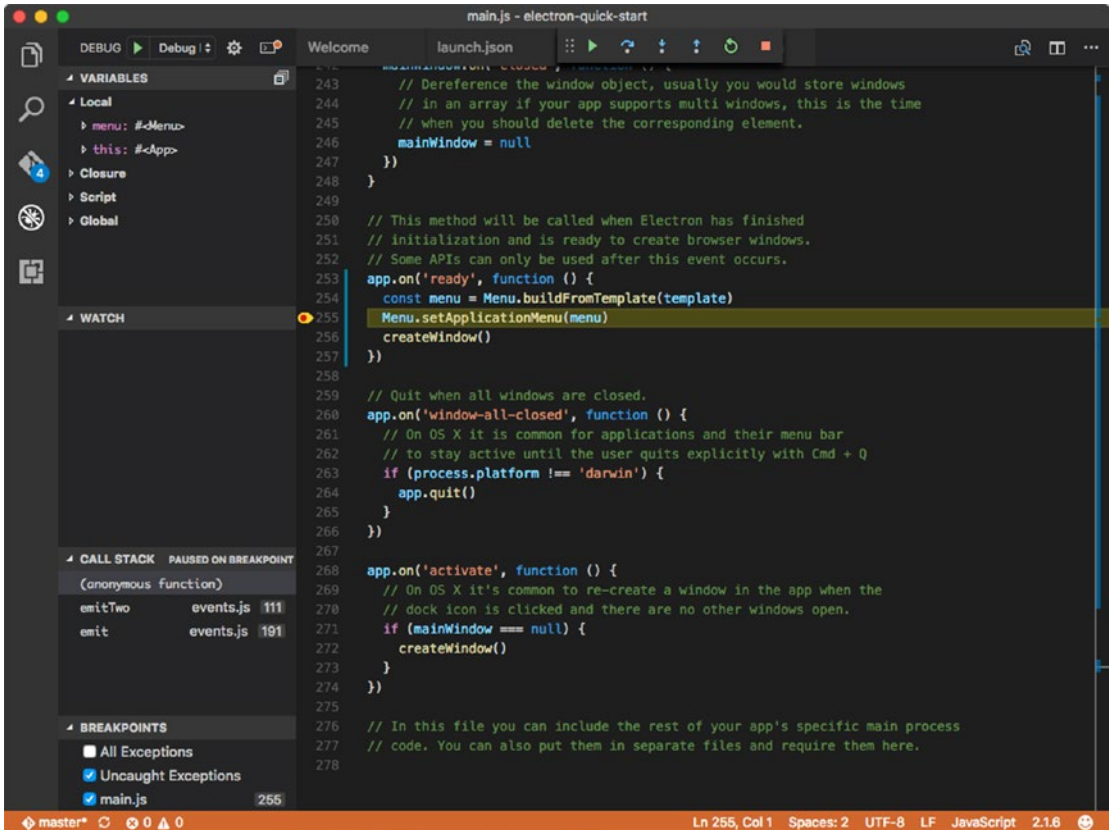 main.js - electron-quick-start
DEBUG Debug
Welcome launch.json
VARIABLES
Local
menu: #<Menu>
this: #<App>
Closure
Script
Global
WATCH
CALL STACK PAUSED ON BREAKPOINT
(anonymous function)
emitTwo events.js 111
emit events.js 191
BREAKPOINTS
All Exceptions
Uncaught Exceptions
main.js 255
4
242 mainWindow.on('closed', function () {
243 // Dereference the window object, usually you would store windows
244 // in an array if your app supports multi windows, this is the time
245 // when you should delete the corresponding element.
246 mainWindow = null
247 })
248 }
249
250 // This method will be called when Electron has finished
251 // initialization and is ready to create browser windows.
252 // Some APIs can only be used after this event occurs.
253 app.on('ready', function () {
254 const menu = Menu.buildFromTemplate(template)
255 Menu.setApplicationMenu(menu)
256 createWindow()
257 })
258
259 // Quit when all windows are closed.
260 app.on('window-all-closed', function () {
261 // On OS X it is common for applications and their menu bar
262 // to stay active until the user quits explicitly with Cmd + Q
263 if (process.platform !== 'darwin') {
264 app.quit()
265 }
266 })
267
268 app.on('activate', function () {
269 // On OS X it's common to re-create a window in the app when the
270 // dock icon is clicked and there are no other windows open.
271 if (mainWindow === null) {
272 createWindow()
273 }
274 })
275
276 // In this file you can include the rest of your app's specific main process
277 // code. You can also put them in separate files and require them here.
278
master* 0 0 Ln 255, Col 1 Spaces: 2 UTF-8 LF JavaScript 2.1.6